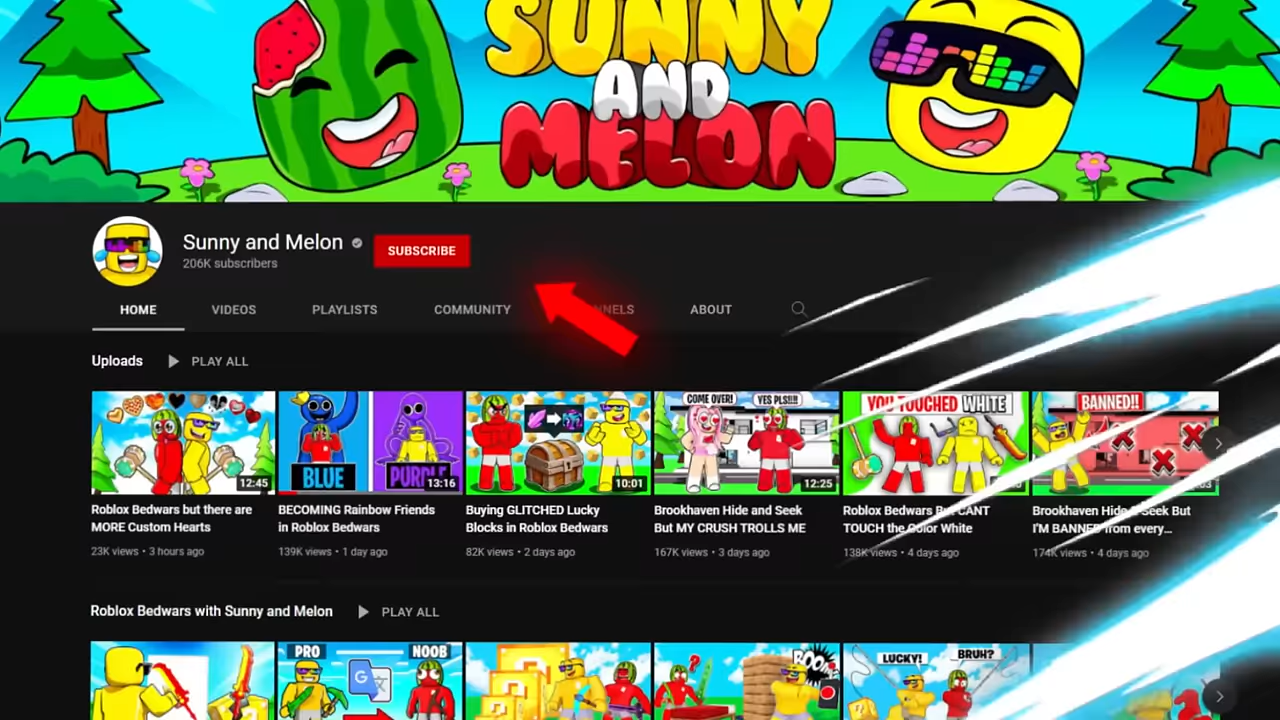 SUNNY
AND
MELON
Sunny and Melon
206K subscribers
SUBSCRIBE
HOME VIDEOS PLAYLISTS COMMUNITY ABOUT
Uploads PLAY ALL
COME OVER! YES PLS!!! YOU TOUCHED WHITE BANNED!!
BLUE 12:45 13:16 10:01 12:25
Roblox Bedwars but there are BECOMING Rainbow Friends Buying GLITCHED Lucky Brookhaven Hide and Seek Roblox Bedwars CANT Brookhaven Hide Seek But
MORE Custom Hearts in Roblox Bedwars Blocks in Roblox Bedwars But MY CRUSH TROLLS ME TOUCH the Color White I'M BANNED from every...
23K views • 3 hours ago 139K views • 1 day ago 82K views • 2 days ago 167K views • 3 days ago 138K views • 4 days ago 174K views • 4 days ago
Roblox Bedwars with Sunny and Melon PLAY ALL
PRO NOOB BOOM LUCKY! BRUH?